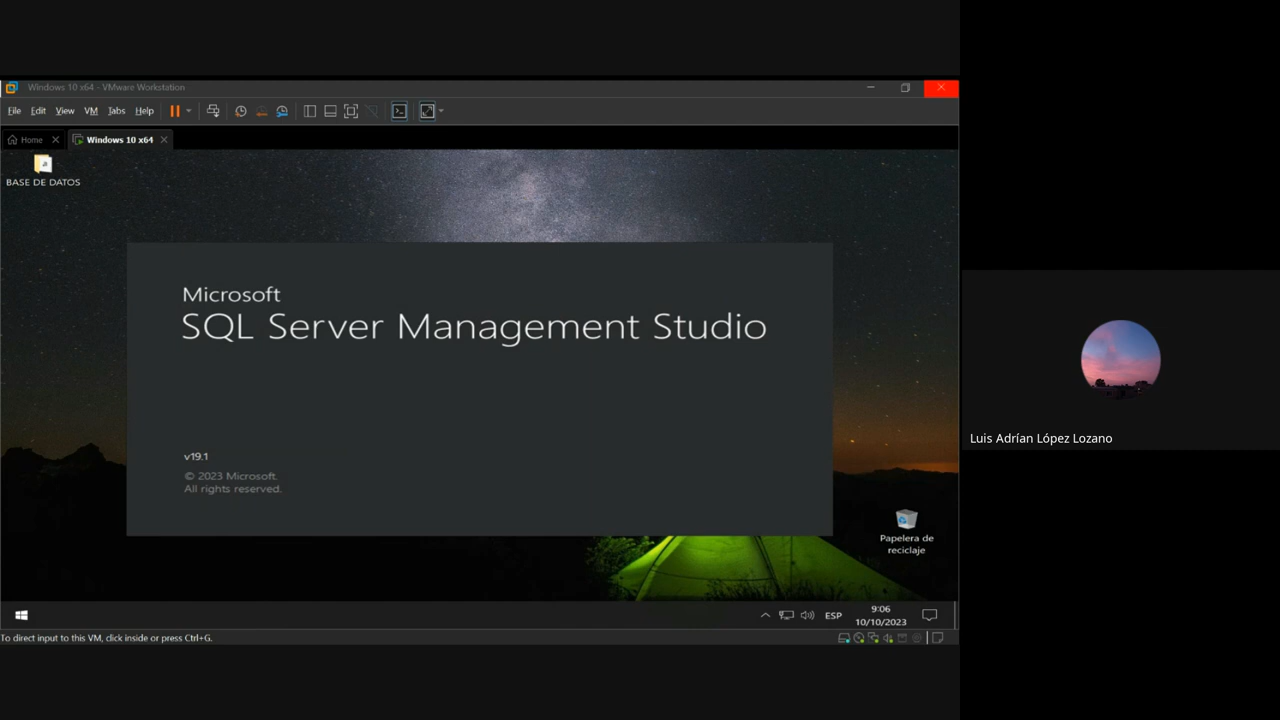 Windows 10 x64 - VMware Workstation
File Edit View VM Tabs Help
Home Windows 10 x64
BASE DE DATOS
Microsoft
SQL Server Management Studio
v19.1
© 2023 Microsoft.
All rights reserved.
Papelera de
reciclaje
ESP
9:06
10/10/2023
To direct input to this VM, click inside or press Ctrl+G.
Luis Adrían López Lozano